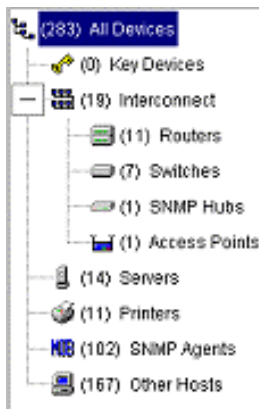 (283) All Devices
(0) Key Devices
(19) Interconnect
(11) Routers
(7) Switches
(1) SNMP Hubs
(1) Access Points
(14) Servers
(11) Printers
(102) SNMP Agents
(167) Other Hosts